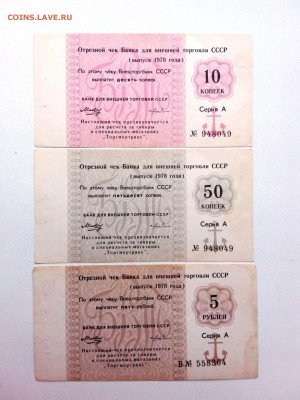 COINS.LAVE.RU
Отрезной чек Банка для внешней торговли СССР
(выпуск 1978 года)
По этому чеку Внешторгбанк СССР
выплатит десять копеек
10
КОПЕЕК
БАНК ДЛЯ ВНЕШНЕЙ ТОРГОВЛИ СССР
Серия А
Настоящий чек предназначается
для расчета за товары
в специальных магазинах
"Торгмортранс"
№ 948049
Отрезной чек Банка для внешней торговли СССР
(выпуск 1978 года)
По этому чеку Внешторгбанк СССР
выплатит пятьдесят копеек
50
КОПЕЕК
БАНК ДЛЯ ВНЕШНЕЙ ТОРГОВЛИ СССР
Серия А
Настоящий чек предназначается
для расчета за товары
в специальных магазинах
"Торгмортранс"
№ 948049
Отрезной чек Банка для внешней торговли СССР
(выпуск 1978 года)
По этому чеку Внешторгбанк СССР
выплатит пять рублей
5
РУБЛЕЙ
БАНК ДЛЯ ВНЕШНЕЙ ТОРГОВЛИ СССР
Серия А
Настоящий чек предназначается
для расчета за товары
в специальных магазинах
"Торгмортранс"
В № 558864